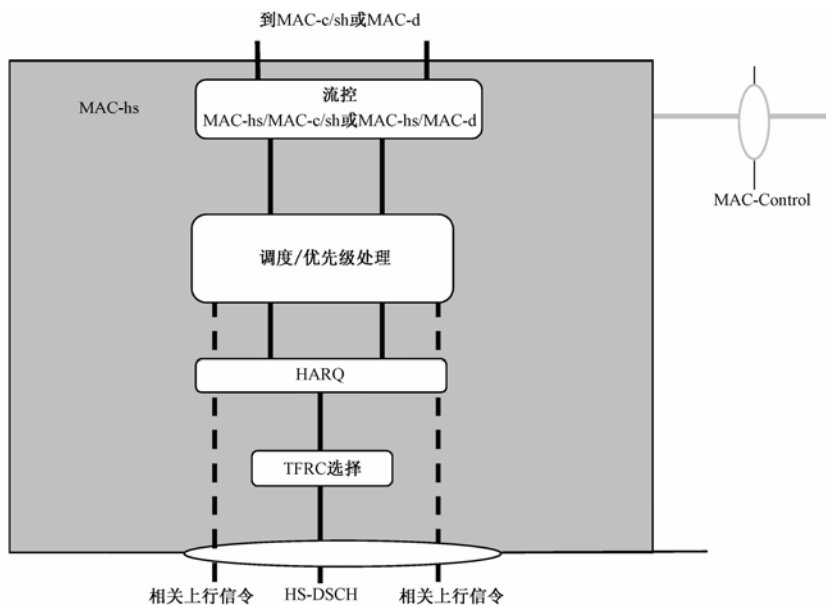 到MAC-c/sh或MAC-d
MAC-hs
流控
MAC-hs/MAC-c/sh或MAC-hs/MAC-d
MAC-Control
调度/优先级处理
HARQ
TFRC选择
相关上行信令
HS-DSCH
相关上行信令